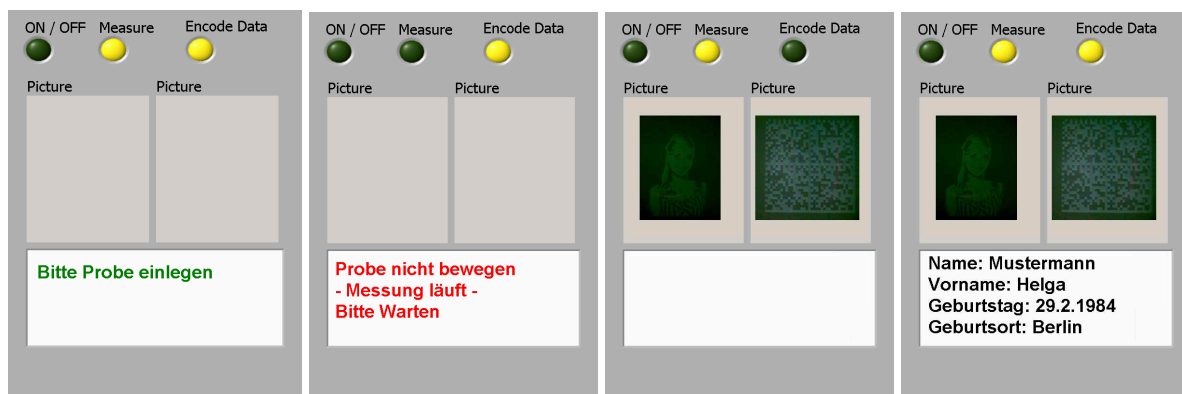 ON / OFF Measure Encode Data
Picture Picture
Bitte Probe einlegen
ON / OFF Measure Encode Data
Picture Picture
Probe nicht bewegen
- Messung läuft -
Bitte Warten
ON / OFF Measure Encode Data
Picture Picture
ON / OFF Measure Encode Data
Picture Picture
Name: Mustermann
Vorname: Helga
Geburtstag: 29.2.1984
Geburtsort: Berlin